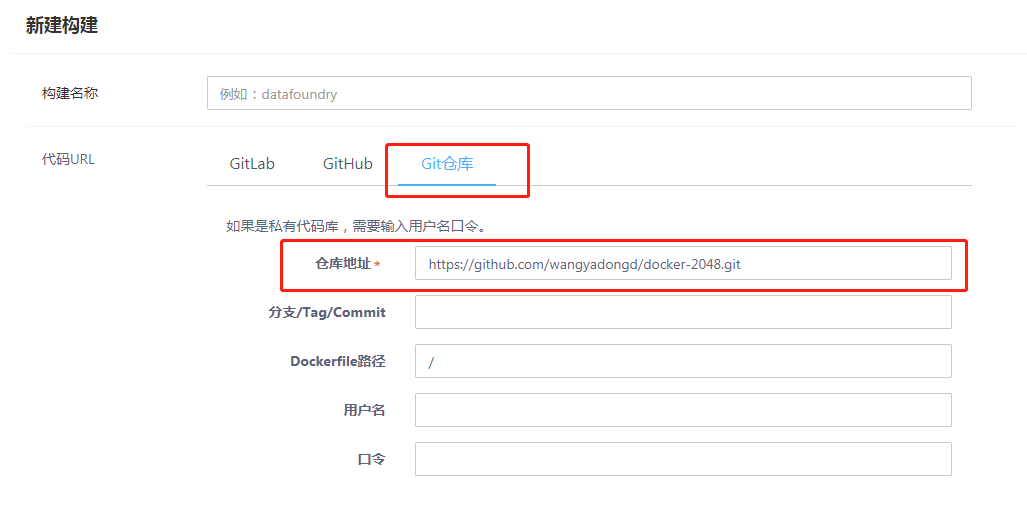 新建构建
构建名称 例如：datafoundry
代码URL GitLab GitHub Git仓库
如果是私有代码库，需要输入用户名口令。
仓库地址* https://github.com/wangyadongd/docker-2048.git
分支/Tag/Commit
Dockerfile路径 /
用户名
口令